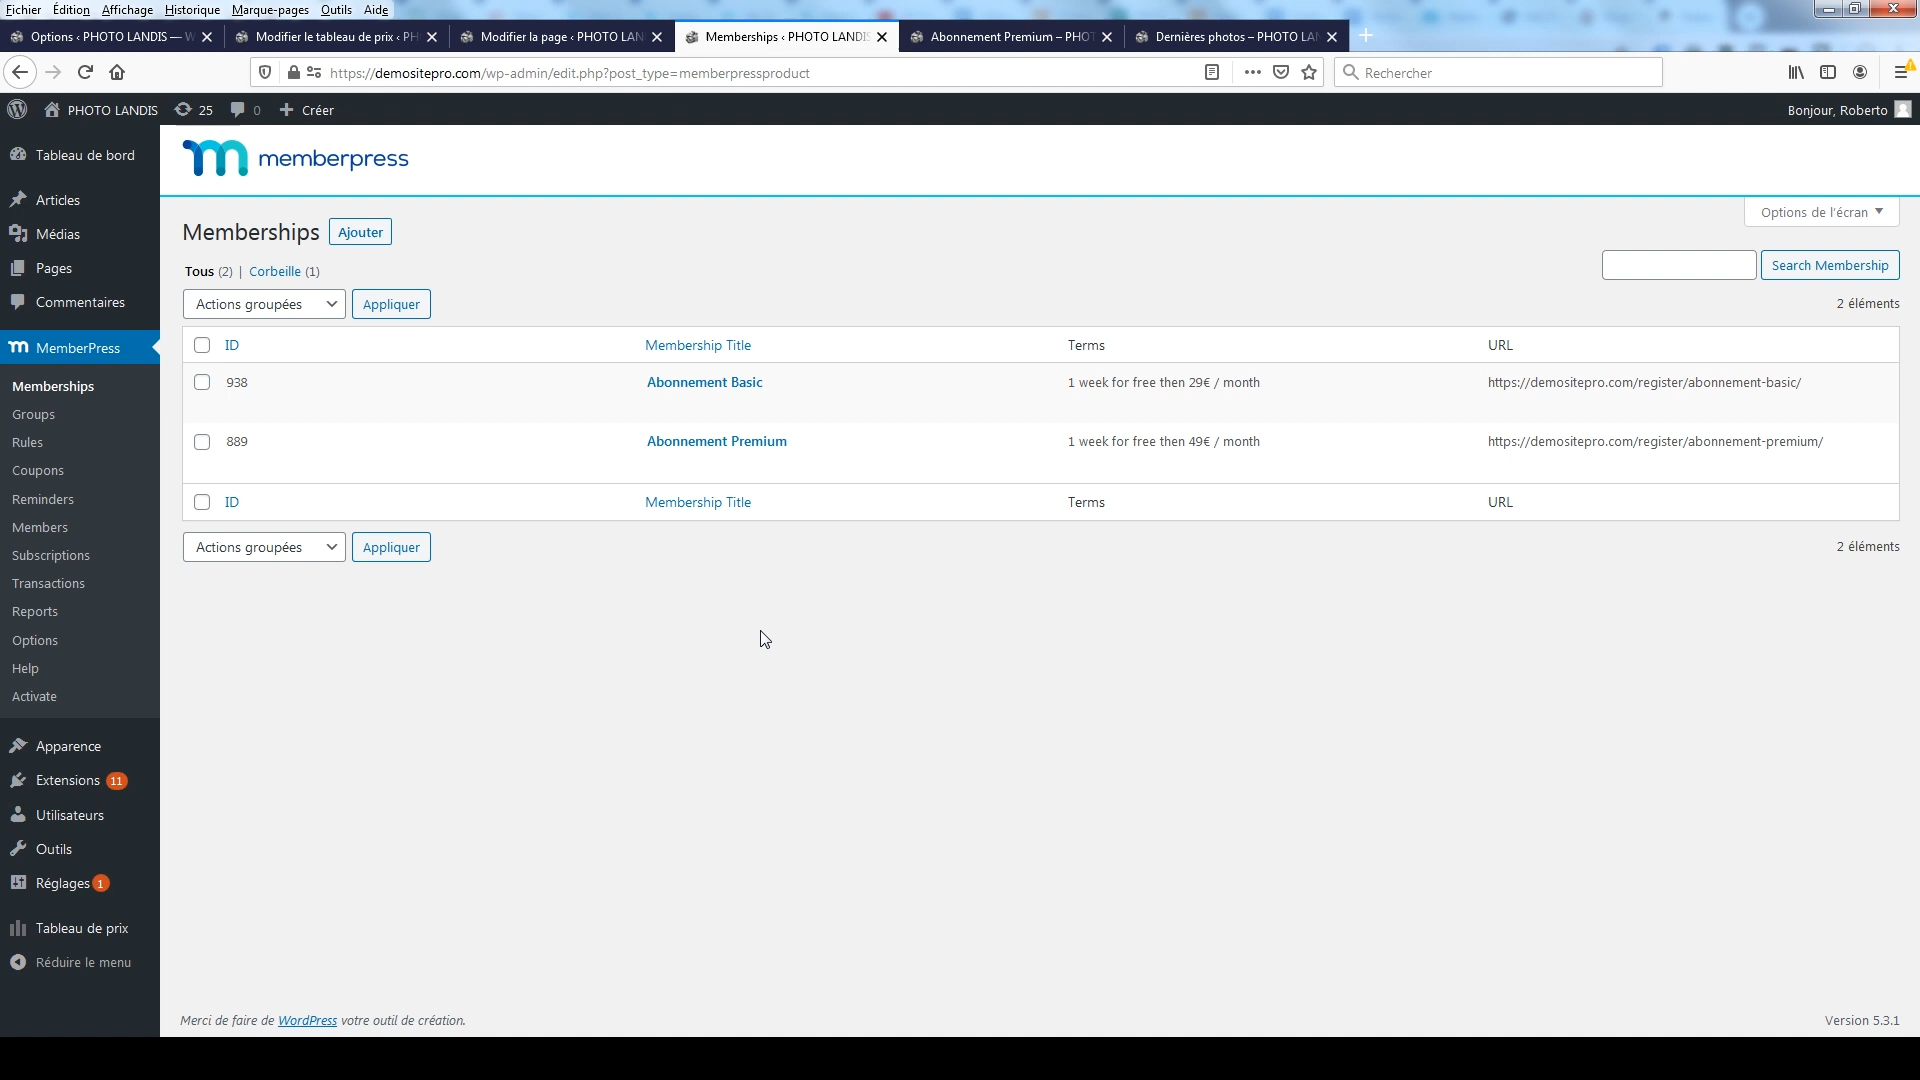 Fichier Édition Affichage Historique Marque-pages Outils Aide
Options ‹ PHOTO LANDIS — W
Modifier le tableau de prix ‹ PH
Modifier la page ‹ PHOTO LAN
Memberships ‹ PHOTO LANDIS
Abonnement Premium – PHOT
Dernières photos – PHOTO LAN
https://demositepro.com/wp-admin/edit.php?post_type=memberpressproduct
Rechercher
PHOTO LANDIS 25 0 Créer
Bonjour, Roberto
Tableau de bord
Articles
Médias
Pages
Commentaires
MemberPress
Memberships
Groups
Rules
Coupons
Reminders
Members
Subscriptions
Transactions
Reports
Options
Help
Activate
Apparence
Extensions 11
Utilisateurs
Outils
Réglages 1
Tableau de prix
Réduire le menu
memberpress
Options de l'écran
Memberships Ajouter
Tous (2) | Corbeille (1)
Search Membership
Actions groupées Appliquer
2 éléments
ID Membership Title Terms URL
938 Abonnement Basic 1 week for free then 29€ / month https://demositepro.com/register/abonnement-basic/
889 Abonnement Premium 1 week for free then 49€ / month https://demositepro.com/register/abonnement-premium/
ID Membership Title Terms URL
Actions groupées Appliquer
2 éléments
Merci de faire de WordPress votre outil de création.
Version 5.3.1